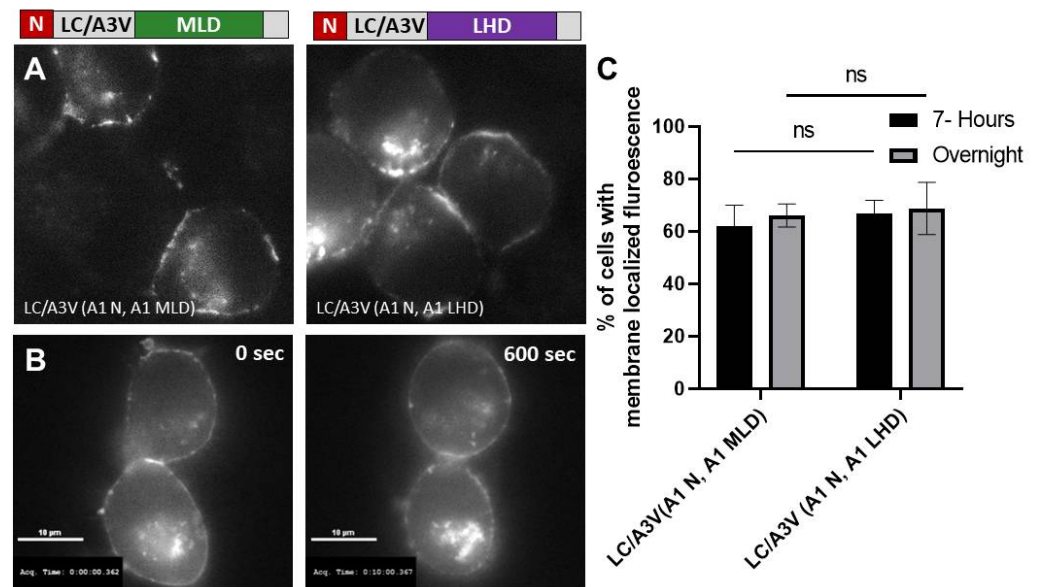 N LC/A3V MLD
N LC/A3V LHD
A
LC/A3V (A1 N, A1 MLD)
LC/A3V (A1 N, A1 LHD)
B
0 sec
10 µm
Acq. Time: 0:00:00.362
600 sec
10 µm
Acq. Time: 0:10:00.367
C
% of cells with
membrane localized fluroescence
100
80
60
40
20
0
ns
ns
7- Hours
Overnight
LC/A3V(A1 N, A1 MLD)
LC/A3V (A1 N, A1 LHD)